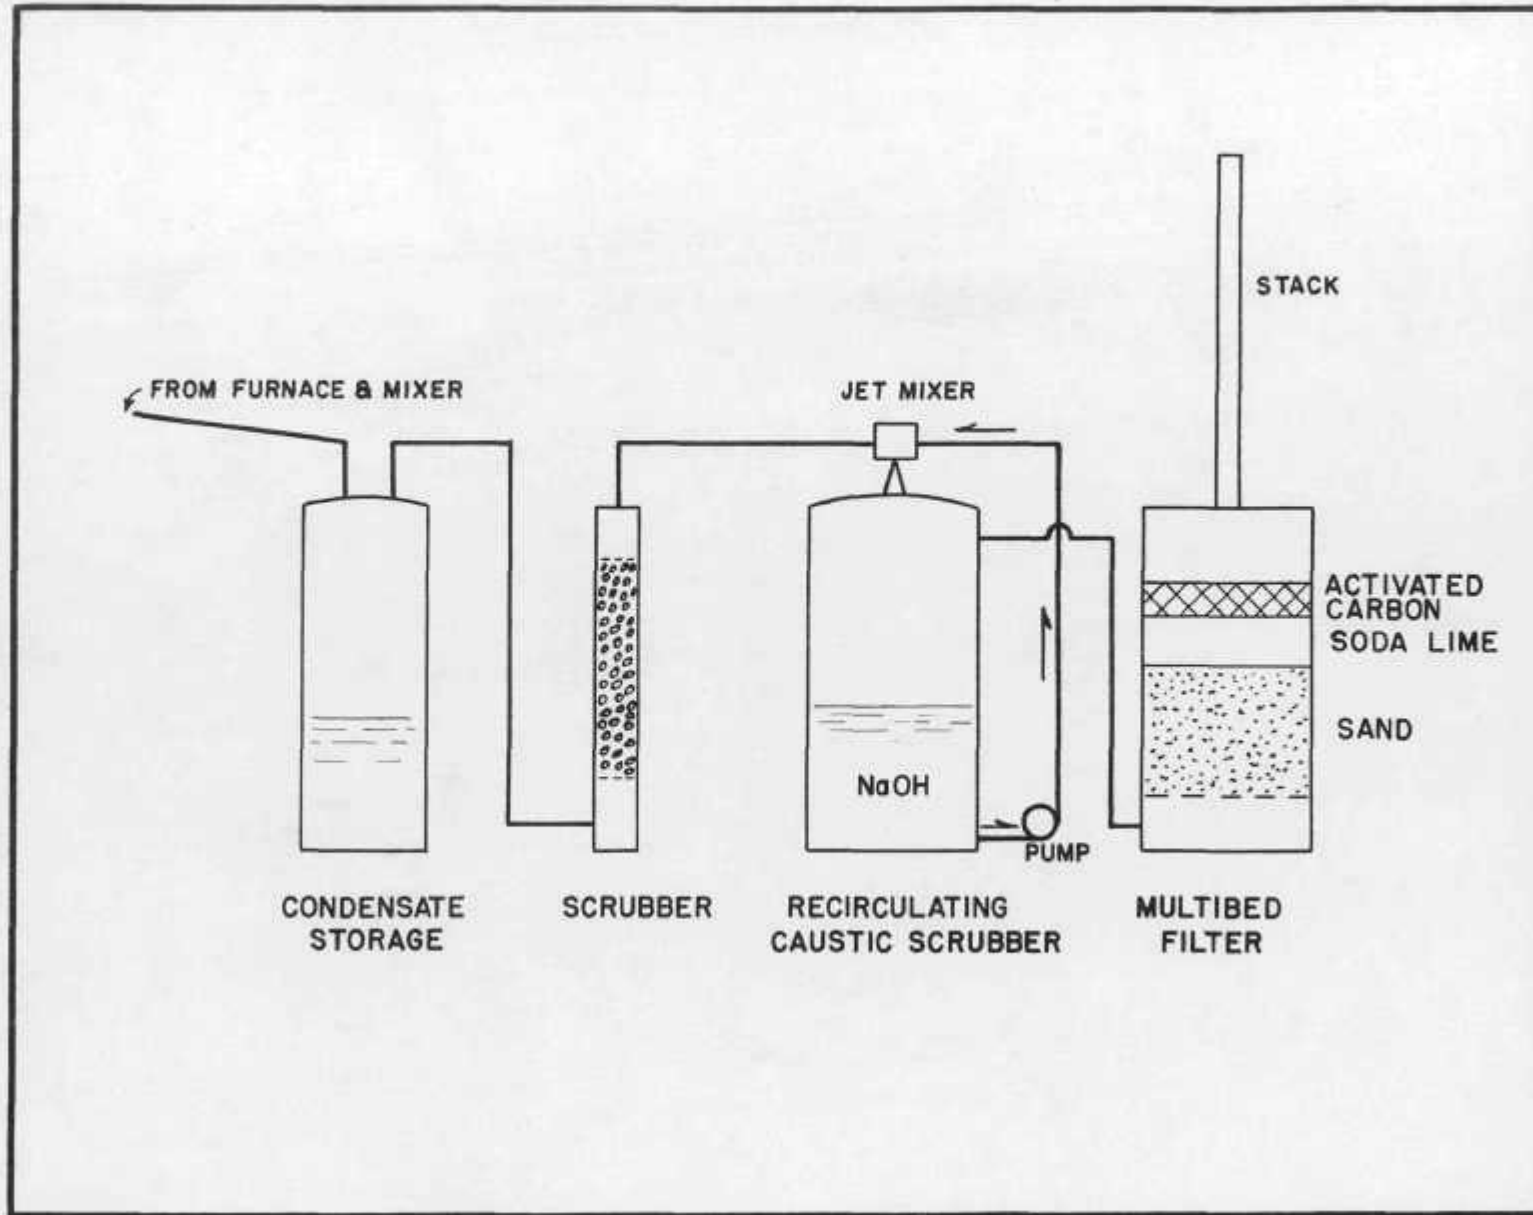 STACK
FROM FURNACE & MIXER
JET MIXER
ACTIVATED
CARBON
SODA LIME
SAND
NaOH
PUMP
CONDENSATE
STORAGE
SCRUBBER
RECIRCULATING
CAUSTIC SCRUBBER
MULTIBED
FILTER